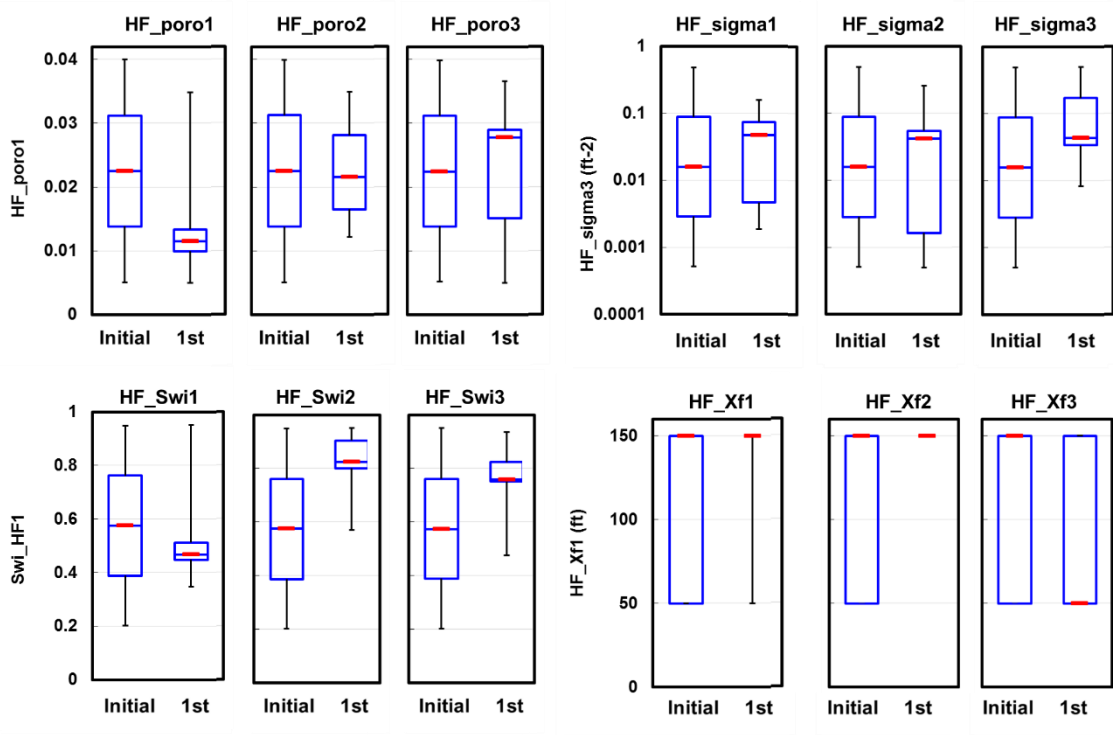 HF_poro1 HF_poro2 HF_poro3
HF_poro1
0.04
0.03
0.02
0.01
0
Initial 1st Initial 1st Initial 1st
HF_sigma1 HF_sigma2 HF_sigma3
HF_sigma3 (ft-2)
1
0.1
0.01
0.001
0.0001
Initial 1st Initial 1st Initial 1st
HF_Swi1 HF_Swi2 HF_Swi3
Swi_HF1
1
0.8
0.6
0.4
0.2
0
Initial 1st Initial 1st Initial 1st
HF_Xf1 HF_Xf2 HF_Xf3
HF_Xf1 (ft)
150
100
50
0
Initial 1st Initial 1st Initial 1st